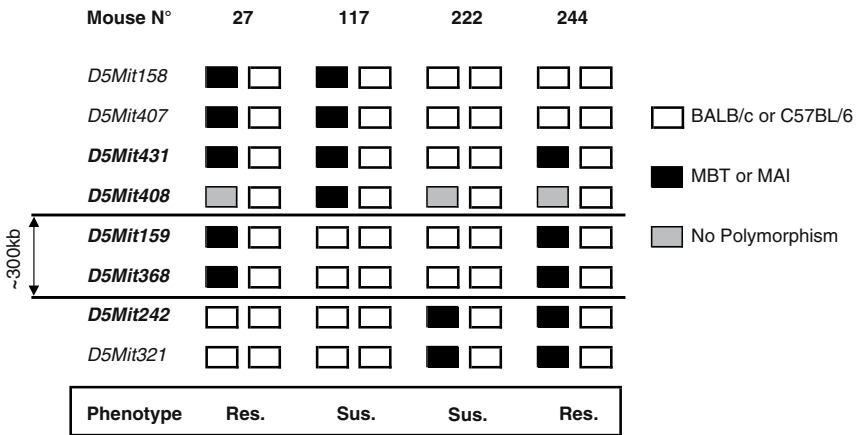 Mouse N° 27 117 222 244
D5Mit158
D5Mit407
D5Mit431
D5Mit408
D5Mit159
D5Mit368
D5Mit242
D5Mit321
~300kb
BALB/c or C57BL/6
MBT or MAI
No Polymorphism
Phenotype Res. Sus. Sus. Res.